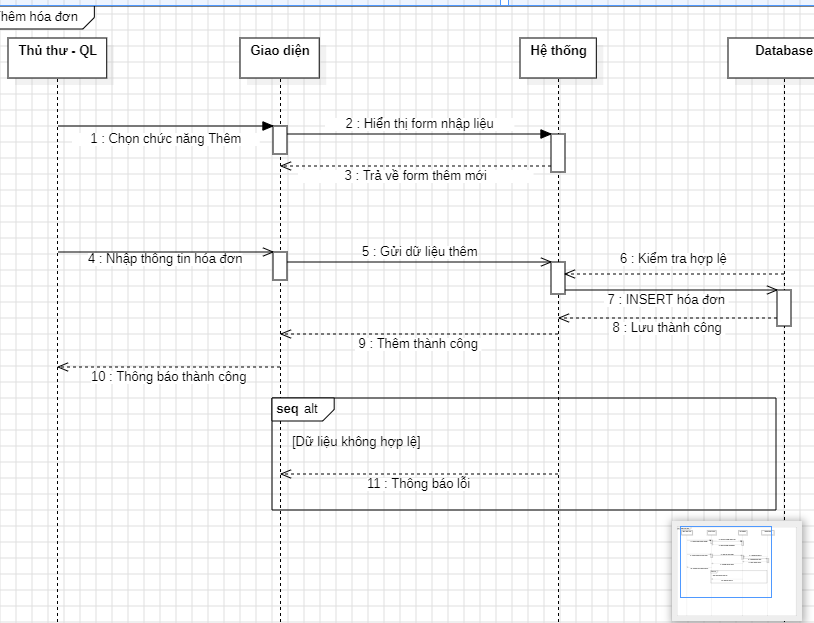 hêm hóa đơn
Thủ thư - QL
Giao diện
Hệ thống
Database
1 : Chọn chức năng Thêm
2 : Hiển thị form nhập liệu
3 : Trả về form thêm mới
4 : Nhập thông tin hóa đơn
5 : Gửi dữ liệu thêm
6 : Kiểm tra hợp lệ
7 : INSERT hóa đơn
8 : Lưu thành công
9 : Thêm thành công
10 : Thông báo thành công
seq alt
[Dữ liệu không hợp lệ]
11 : Thông báo lỗi